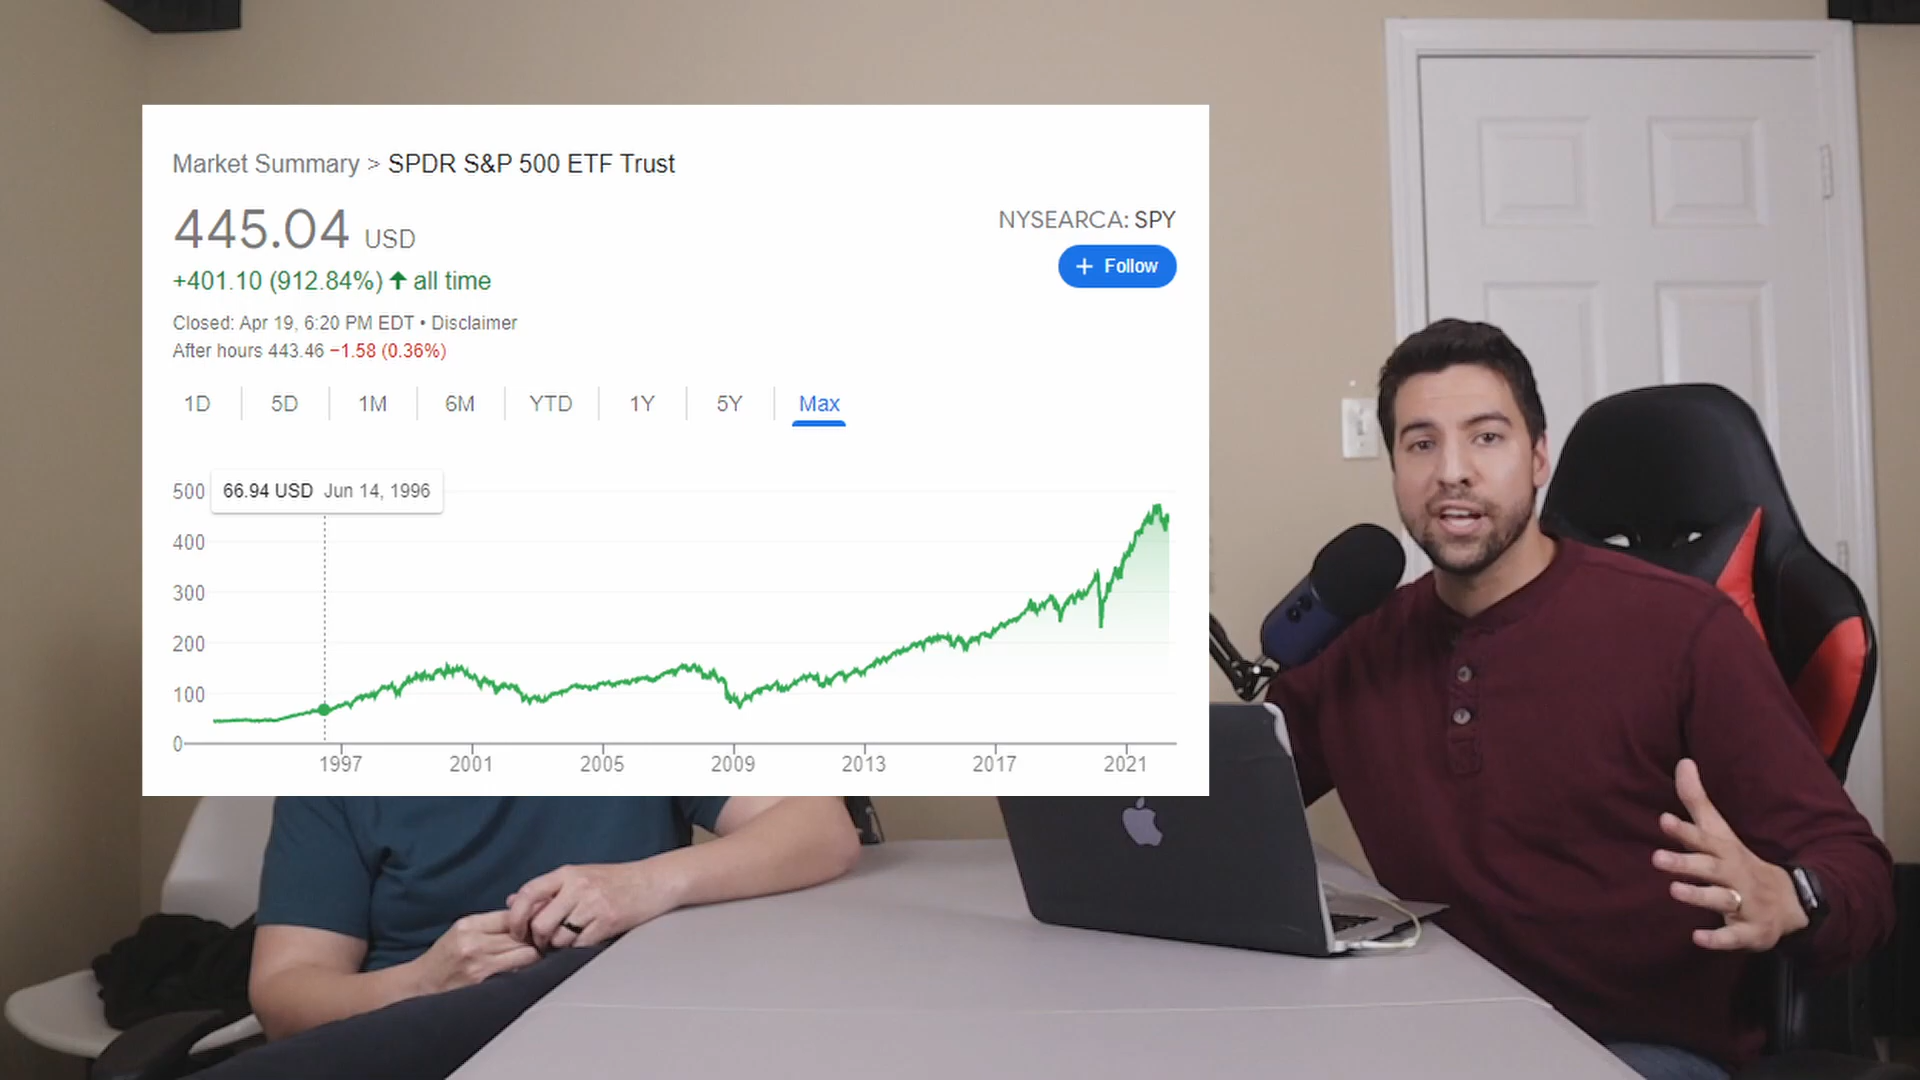 Market Summary > SPDR S&P 500 ETF Trust
445.04 USD
NYSEARCA: SPY
+401.10 (912.84%) ↑ all time
+ Follow
Closed: Apr 19, 6:20 PM EDT • Disclaimer
After hours 443.46 −1.58 (0.36%)
1D 5D 1M 6M YTD 1Y 5Y Max
66.94 USD Jun 14, 1996
500
400
300
200
100
0
1997 2001 2005 2009 2013 2017 2021